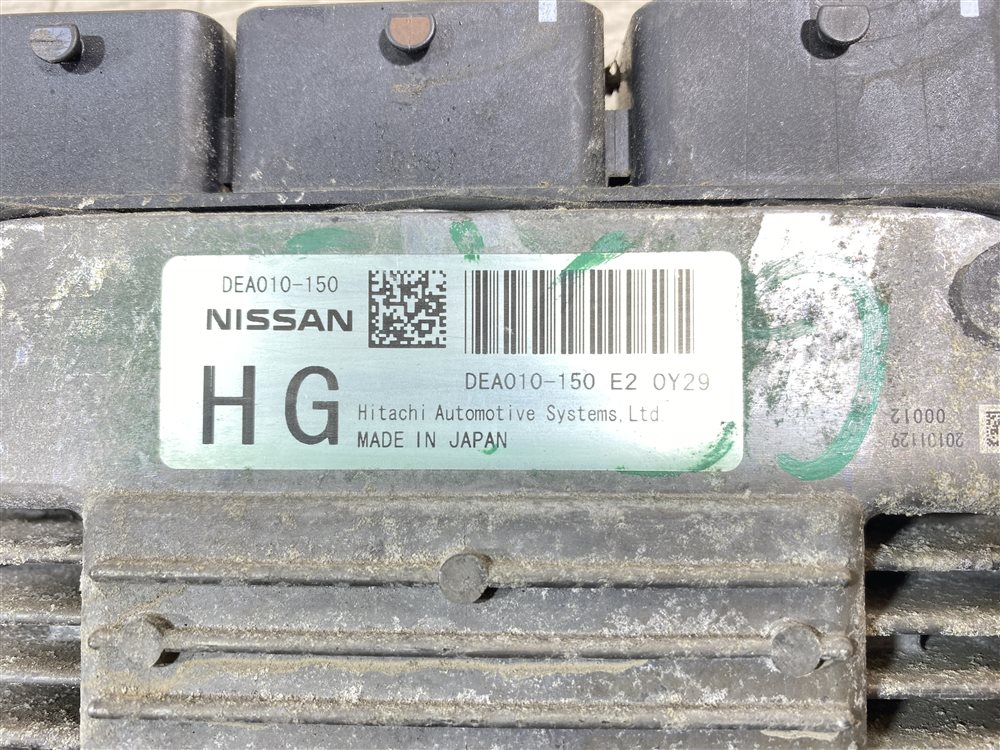 DEA010-150
NISSAN
HG
DEA010-150 E2 0Y29
Hitachi Automotive Systems, Ltd.
MADE IN JAPAN
20101129
00012